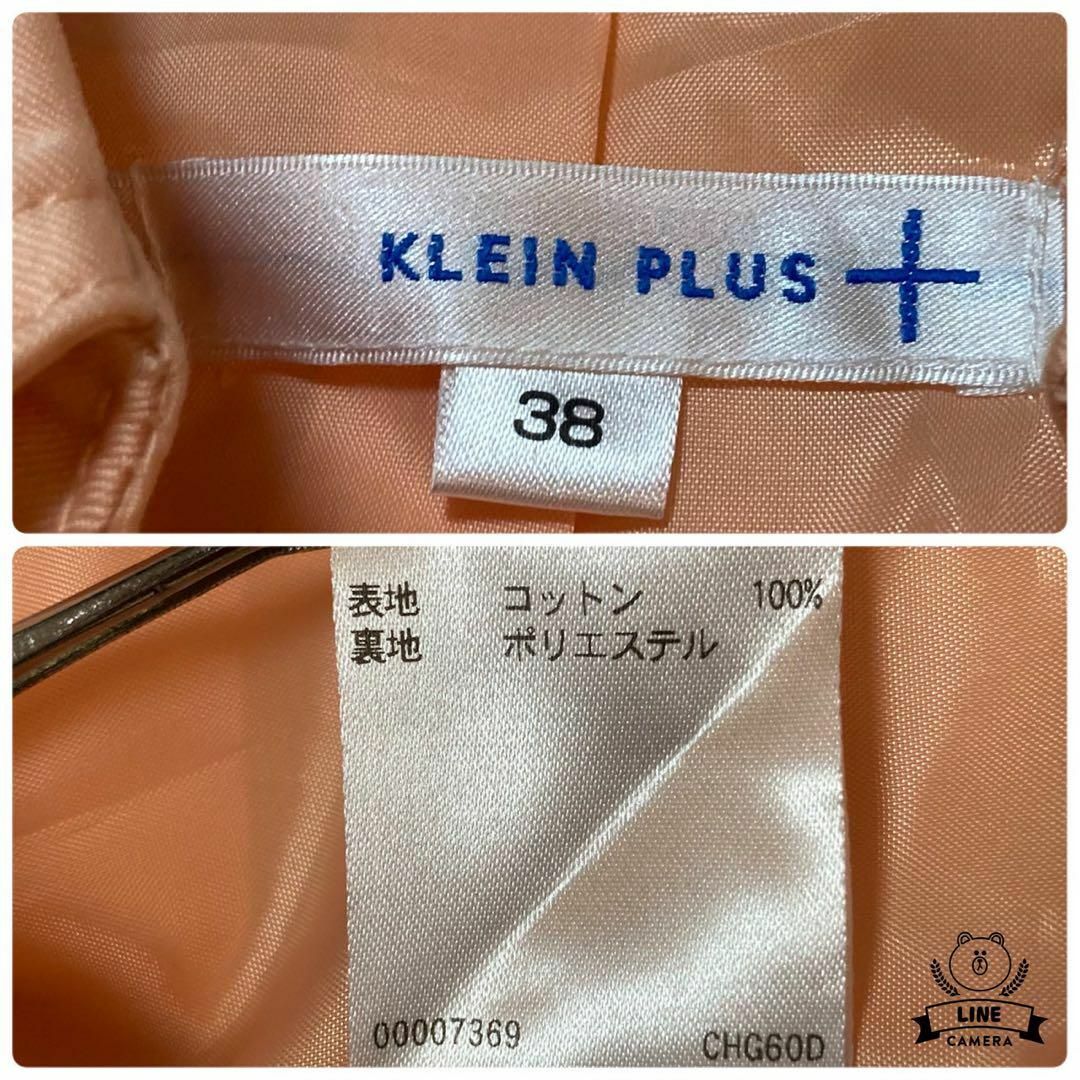 KLEIN PLUS
38
表地 コットン 100%
裏地 ポリエステル
00007369 CHG60D
LINE
CAMERA